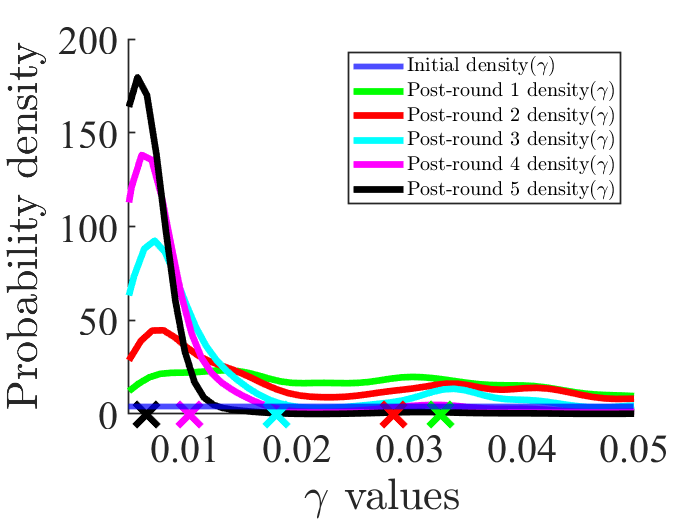 Probability density
200
150
100
50
0
Initial density(γ)
Post-round 1 density(γ)
Post-round 2 density(γ)
Post-round 3 density(γ)
Post-round 4 density(γ)
Post-round 5 density(γ)
0.01 0.02 0.03 0.04 0.05
γ values